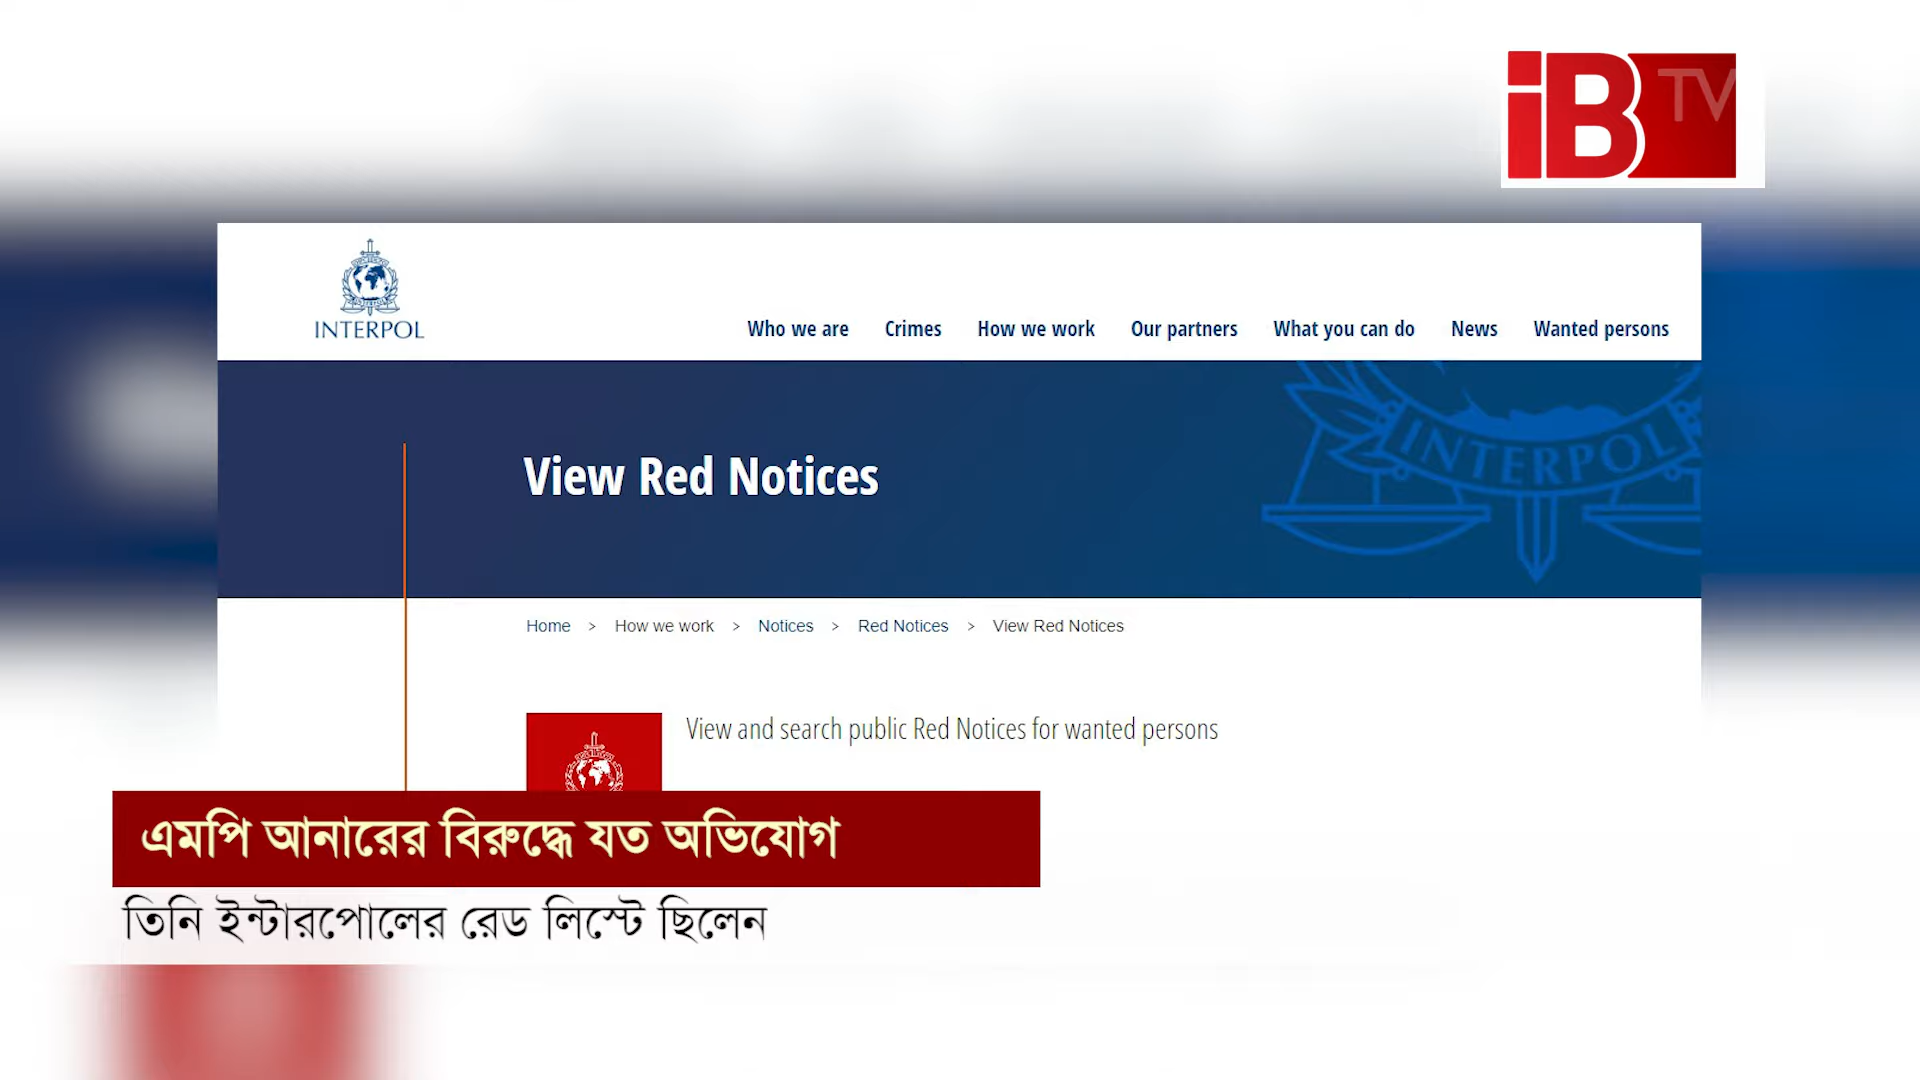 iB TV
INTERPOL
Who we are Crimes How we work Our partners What you can do News Wanted persons
INTERPOL
View Red Notices
Home > How we work > Notices > Red Notices > View Red Notices
View and search public Red Notices for wanted persons
এমপি আনারের বিরুদ্ধে যত অভিযোগ
তিনি ইন্টারপোলের রেড লিস্টে ছিলেন